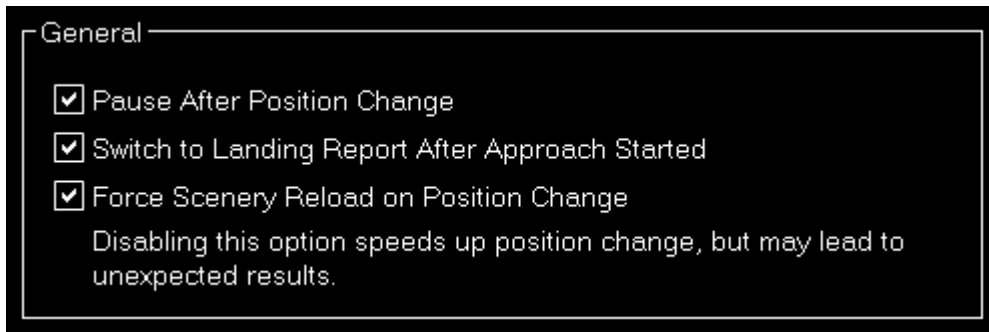 General
Pause After Position Change
Switch to Landing Report After Approach Started
Force Scenery Reload on Position Change
Disabling this option speeds up position change, but may lead to
unexpected results.